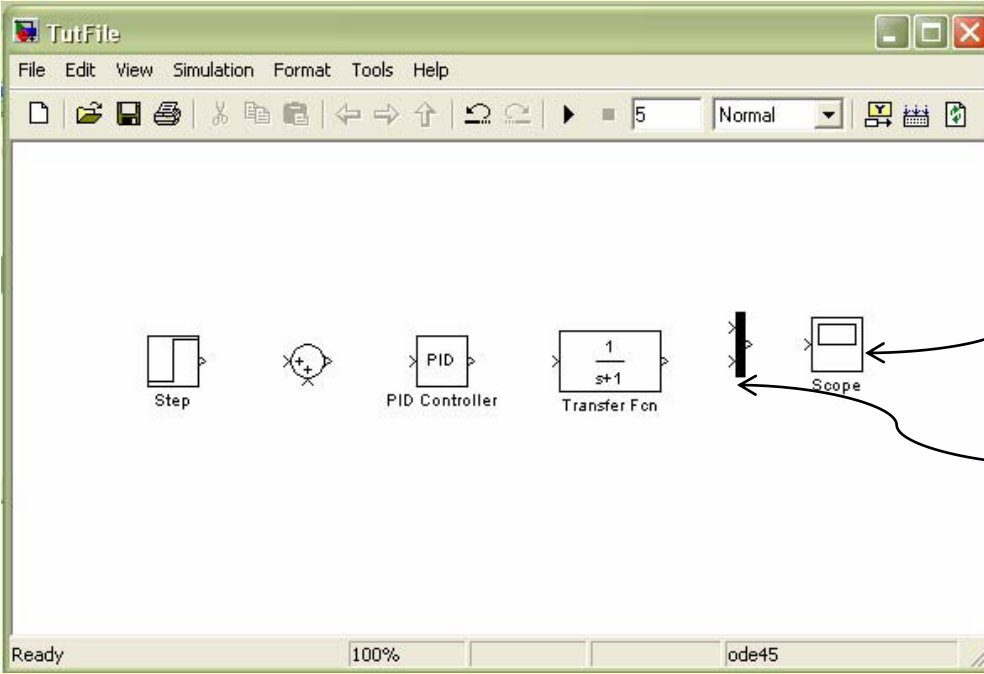 TutFile
File Edit View Simulation Format Tools Help
5 Normal
+
+
PID
1
s+1
Step
PID Controller
Transfer Fcn
Scope
Ready 100% ode45